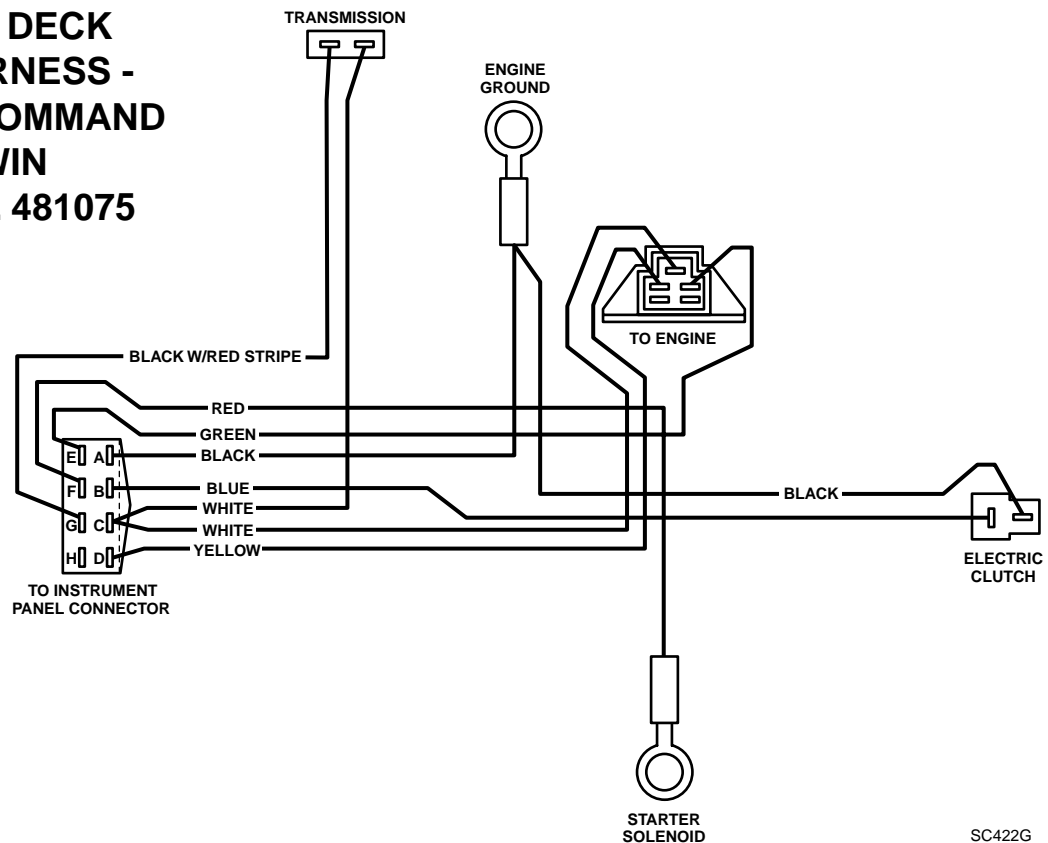 DECK
RNESS -
OMMAND
WIN
. 481075
TRANSMISSION
ENGINE
GROUND
TO ENGINE
BLACK W/RED STRIPE
RED
GREEN
BLACK
BLUE
WHITE
WHITE
YELLOW
BLACK
E A
F B
G C
H D
TO INSTRUMENT
PANEL CONNECTOR
ELECTRIC
CLUTCH
STARTER
SOLENOID
SC422G